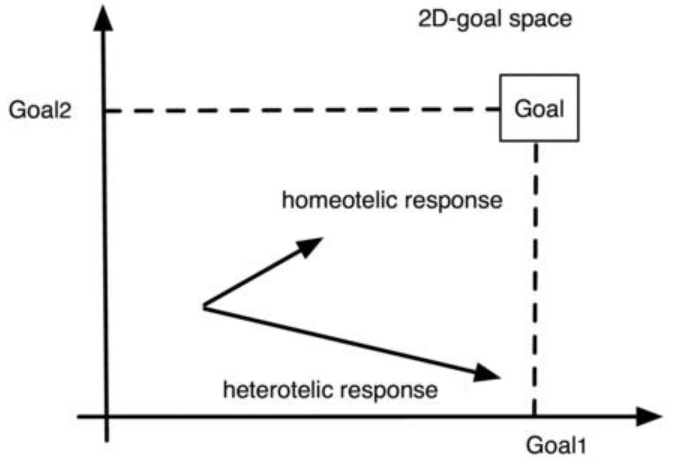 2D-goal space
Goal2
Goal
homeotelic response
heterotelic response
Goal1